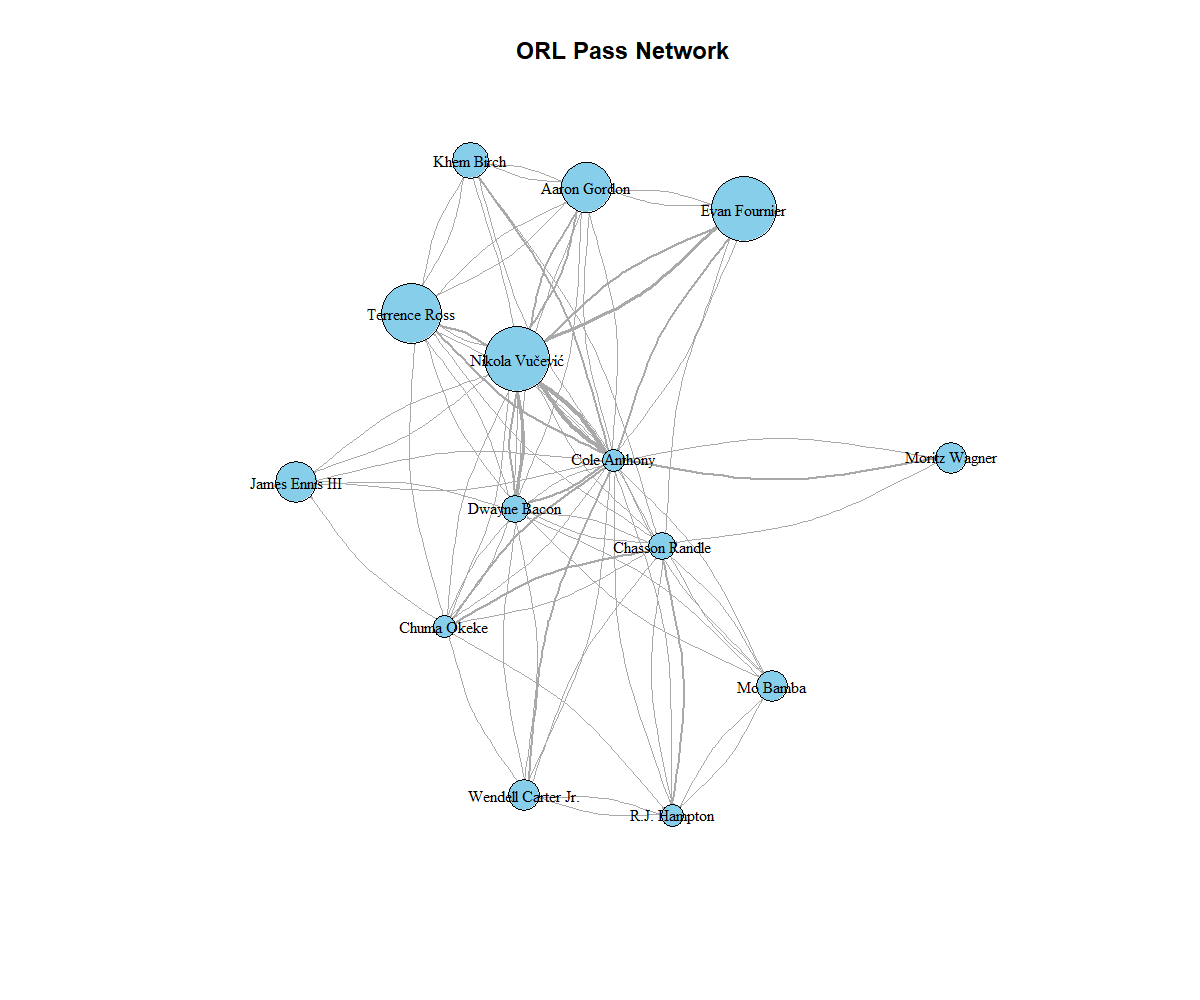 ORL Pass Network
Khem Birch
Aaron Gordon
Evan Fournier
Terrence Ross
Nikola Vučević
Cole Anthony
Moritz Wagner
James Ennis III
Dwayne Bacon
Chasson Randle
Chuma Okeke
Mo Bamba
Wendell Carter Jr.
R.J. Hampton